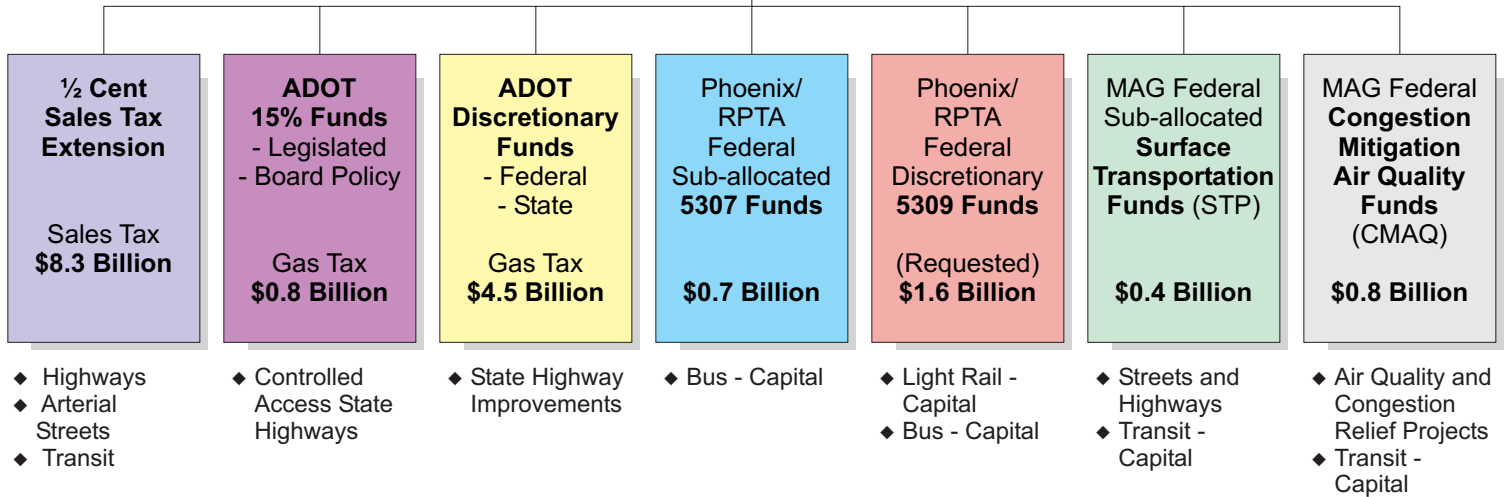 ½ Cent
Sales Tax
Extension
Sales Tax
$8.3 Billion
◆ Highways
◆ Arterial
Streets
◆ Transit
ADOT
15% Funds
- Legislated
- Board Policy
Gas Tax
$0.8 Billion
◆ Controlled
Access State
Highways
ADOT
Discretionary
Funds
- Federal
- State
Gas Tax
$4.5 Billion
◆ State Highway
Improvements
Phoenix/
RPTA
Federal
Sub-allocated
5307 Funds
$0.7 Billion
◆ Bus - Capital
Phoenix/
RPTA
Federal
Discretionary
5309 Funds
(Requested)
$1.6 Billion
◆ Light Rail -
Capital
◆ Bus - Capital
MAG Federal
Sub-allocated
Surface
Transportation
Funds (STP)
$0.4 Billion
◆ Streets and
Highways
◆ Transit -
Capital
MAG Federal
Congestion
Mitigation
Air Quality
Funds
(CMAQ)
$0.8 Billion
◆ Air Quality and
Congestion
Relief Projects
◆ Transit -
Capital